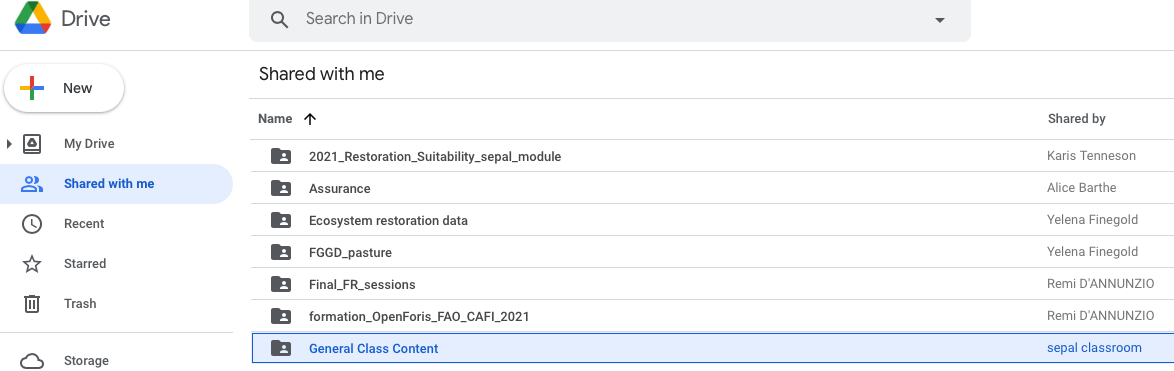 Drive
Search in Drive
New
My Drive
Shared with me
Recent
Starred
Trash
Storage
Shared with me
Name Shared by
2021_Restoration_Suitability_sepal_module Karis Tenneson
Assurance Alice Barthe
Ecosystem restoration data Yelena Finegold
FGGD_pasture Yelena Finegold
Final_FR_sessions Remi D'ANNUNZIO
formation_OpenForis_FAO_CAFI_2021 Remi D'ANNUNZIO
General Class Content sepal classroom